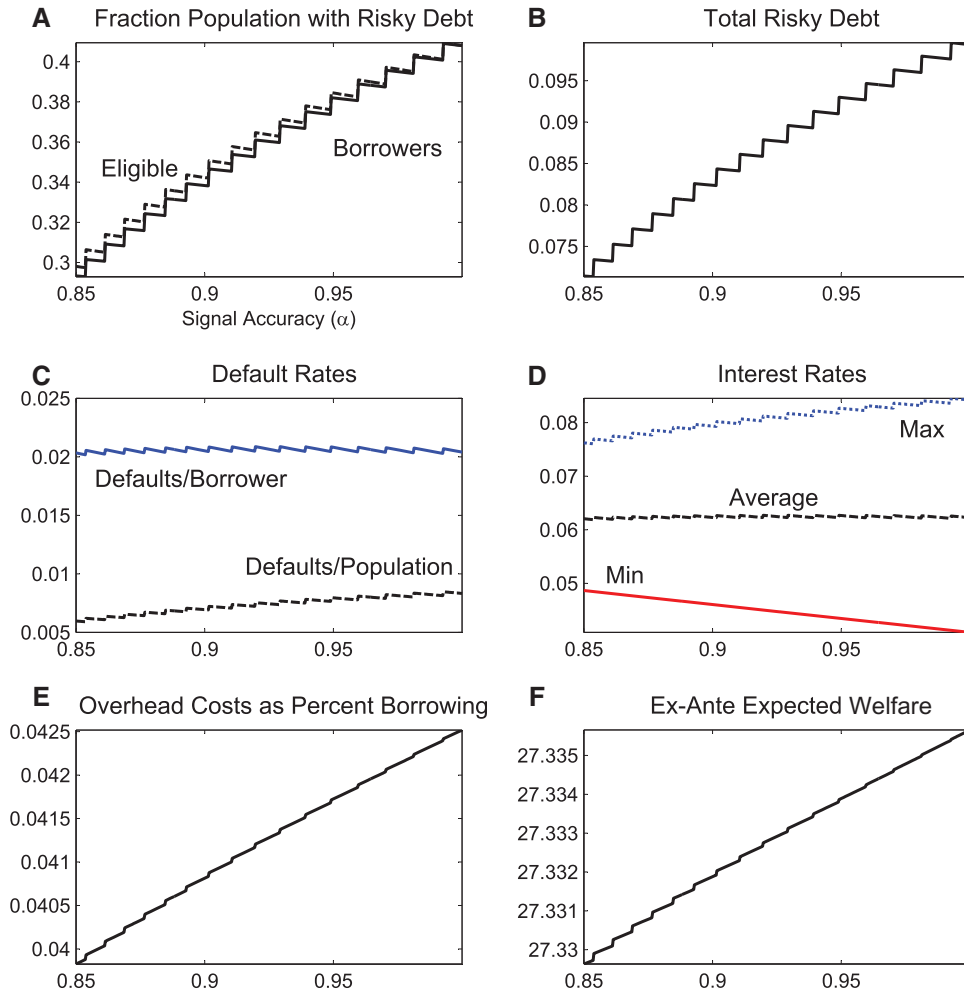 A Fraction Population with Risky Debt
0.4
0.38
0.36
0.34
0.32
0.3
Eligible
Borrowers
0.85 0.9 0.95
Signal Accuracy (α)
B Total Risky Debt
0.095
0.09
0.085
0.08
0.075
0.85 0.9 0.95
C Default Rates
0.025
0.02
0.015
0.01
0.005
Defaults/Borrower
Defaults/Population
0.85 0.9 0.95
D Interest Rates
0.08
0.07
0.06
0.05
Max
Average
Min
0.85 0.9 0.95
E Overhead Costs as Percent Borrowing
0.0425
0.042
0.0415
0.041
0.0405
0.04
0.85 0.9 0.95
F Ex-Ante Expected Welfare
27.335
27.334
27.333
27.332
27.331
27.33
0.85 0.9 0.95